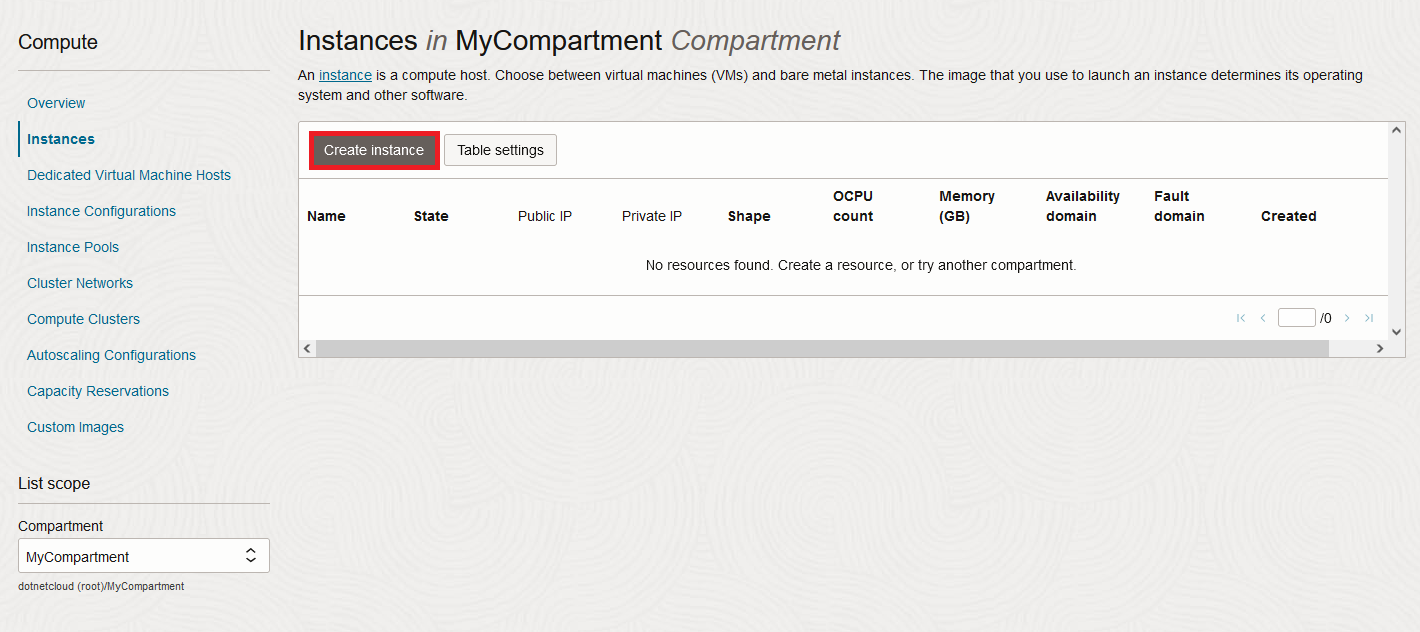 Compute
Overview
Instances
Dedicated Virtual Machine Hosts
Instance Configurations
Instance Pools
Cluster Networks
Compute Clusters
Autoscaling Configurations
Capacity Reservations
Custom Images
List scope
Compartment
MyCompartment
dotnetcloud (root)/MyCompartment
Instances in MyCompartment Compartment
An instance is a compute host. Choose between virtual machines (VMs) and bare metal instances. The image that you use to launch an instance determines its operating
system and other software.
Create instance Table settings
Name State Public IP Private IP Shape OCPU count Memory (GB) Availability domain Fault domain Created
No resources found. Create a resource, or try another compartment.
/0